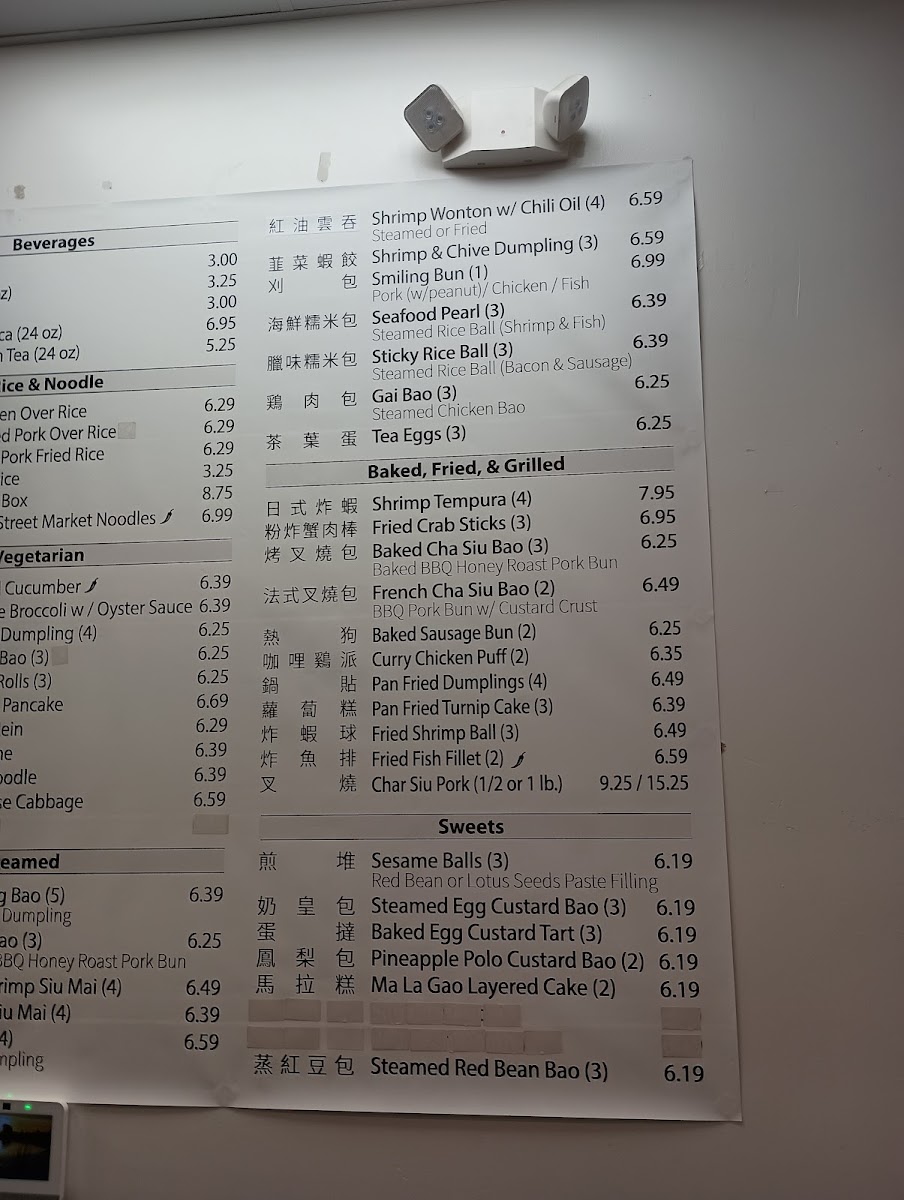 Beverages
3.00
z) 3.25
3.00
ca (24 oz) 6.95
n Tea (24 oz) 5.25
ice & Noodle
en Over Rice 6.29
ed Pork Over Rice 6.29
Pork Fried Rice 6.29
ice 3.25
Box 8.75
Street Market Noodles 6.99
Vegetarian
Cucumber 6.39
e Broccoli w / Oyster Sauce 6.39
Dumpling (4) 6.25
Bao (3) 6.25
Rolls (3) 6.25
Pancake 6.69
ein 6.29
ne 6.39
oodle 6.39
se Cabbage 6.59
eamed
g Bao (5) 6.39
Dumpling
ao (3) 6.25
BBQ Honey Roast Pork Bun
rimp Siu Mai (4) 6.49
iu Mai (4) 6.39
4) 6.59
mpling
紅油雲吞 Shrimp Wonton w/ Chili Oil (4) 6.59
Steamed or Fried
韮菜蝦餃 Shrimp & Chive Dumpling (3) 6.59
刈包 Smiling Bun (1) 6.99
Pork (w/peanut)/ Chicken / Fish
海鮮糯米包 Seafood Pearl (3) 6.39
Steamed Rice Ball (Shrimp & Fish)
臘味糯米包 Sticky Rice Ball (3) 6.39
Steamed Rice Ball (Bacon & Sausage)
鶏肉包 Gai Bao (3) 6.25
Steamed Chicken Bao
茶葉蛋 Tea Eggs (3) 6.25
Baked, Fried, & Grilled
日式炸蝦 Shrimp Tempura (4) 7.95
粉炸蟹肉棒 Fried Crab Sticks (3) 6.95
烤叉燒包 Baked Cha Siu Bao (3) 6.25
Baked BBQ Honey Roast Pork Bun
法式叉燒包 French Cha Siu Bao (2) 6.49
BBQ Pork Bun w/ Custard Crust
熱狗 Baked Sausage Bun (2) 6.25
咖哩鷄派 Curry Chicken Puff (2) 6.35
鍋貼 Pan Fried Dumplings (4) 6.49
蘿蔔糕 Pan Fried Turnip Cake (3) 6.39
炸蝦球 Fried Shrimp Ball (3) 6.49
炸魚排 Fried Fish Fillet (2) 6.59
叉燒 Char Siu Pork (1/2 or 1 lb.) 9.25 / 15.25
Sweets
煎堆 Sesame Balls (3) 6.19
Red Bean or Lotus Seeds Paste Filling
奶皇包 Steamed Egg Custard Bao (3) 6.19
蛋撻 Baked Egg Custard Tart (3) 6.19
鳳梨包 Pineapple Polo Custard Bao (2) 6.19
馬拉糕 Ma La Gao Layered Cake (2) 6.19
蒸紅豆包 Steamed Red Bean Bao (3) 6.19